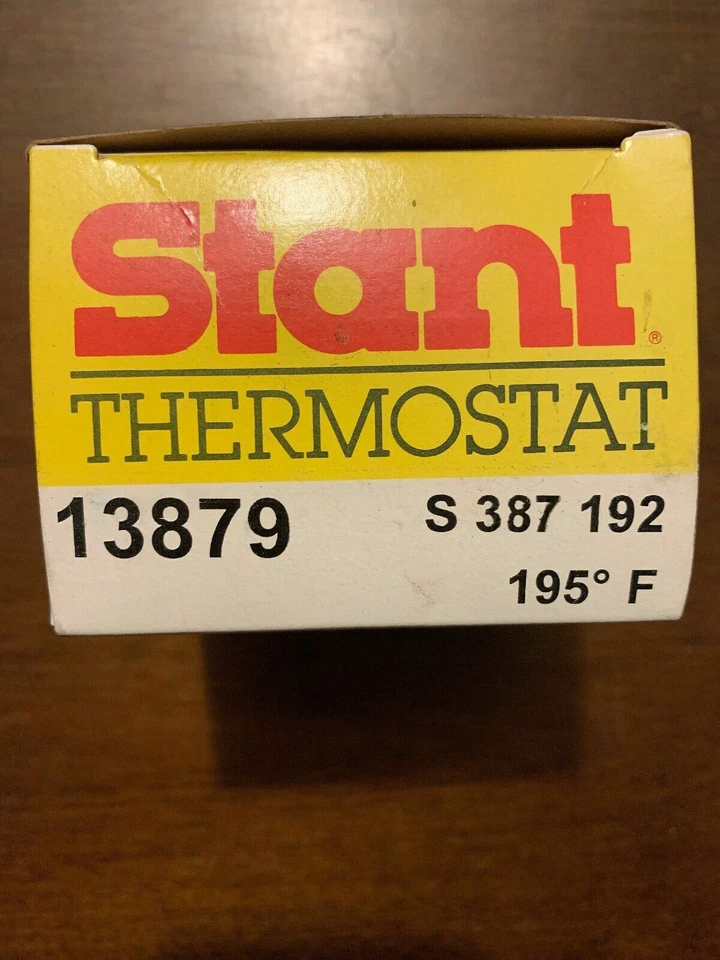 Stant®
THERMOSTAT
13879 S 387 192
195° F